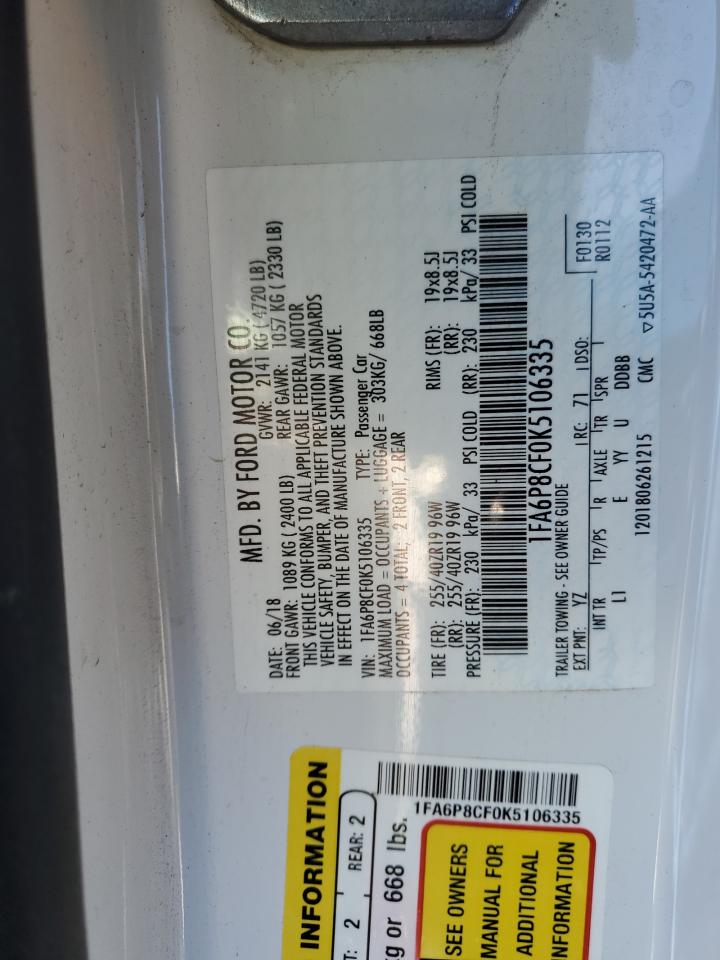 MFD. BY FORD MOTOR CO.
DATE: 06/18 GVWR: 2141 KG ( 4720 LB)
FRONT GAWR: 1089 KG ( 2400 LB) REAR GAWR: 1057 KG ( 2330 LB)
THIS VEHICLE CONFORMS TO ALL APPLICABLE FEDERAL MOTOR
VEHICLE SAFETY, BUMPER, AND THEFT PREVENTION STANDARDS
IN EFFECT ON THE DATE OF MANUFACTURE SHOWN ABOVE.
VIN: 1FA6P8CF0K5106335 TYPE: Passenger Car
MAXIMUM LOAD = OCCUPANTS + LUGGAGE = 303KG/ 668LB
OCCUPANTS = 4 TOTAL, 2 FRONT, 2 REAR
TIRE (FR): 255/40ZR19 96W RIMS (FR): 19x8.5J
(RR): 255/40ZR19 96W (RR): 19x8.5J
PRESSURE (FR): 230 kPa/ 33 PSI COLD (RR): 230 kPa/ 33 PSI COLD
1FA6P8CF0K5106335
TRAILER TOWING - SEE OWNER GUIDE
EXT PNT: YZ RC: 71 DSO: F0130
R0112
INT TR TP/PS R AXLE TR SPR
L1 E YY U DDBB
1201806261215 CMC ▽5U5A-5420472-AA
INFORMATION
T: 2 REAR: 2
kg or 668 lbs.
1FA6P8CF0K5106335
SEE OWNERS
MANUAL FOR
ADDITIONAL
INFORMATION